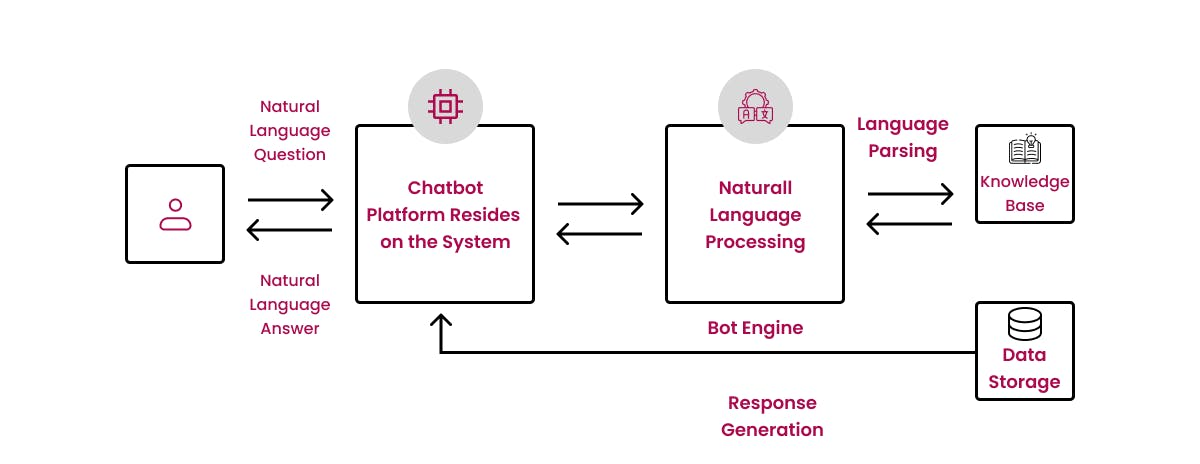 Natural
Language
Question
Natural
Language
Answer
Chatbot
Platform Resides
on the System
Naturall
Language
Processing
Bot Engine
Language
Parsing
Knowledge
Base
Data
Storage
Response
Generation